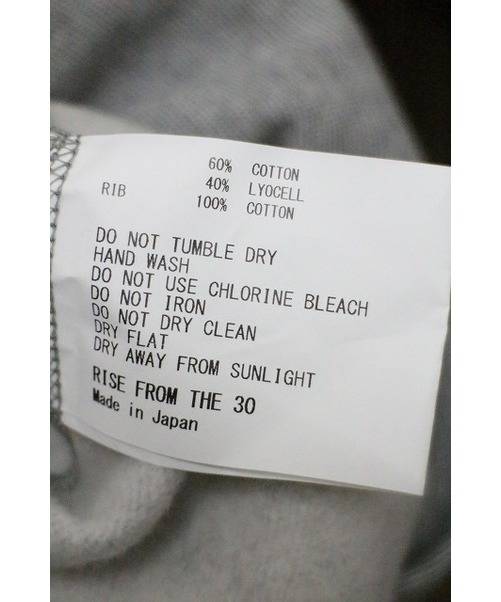 60% COTTON
40% LYOCELL
RIB 100% COTTON
DO NOT TUMBLE DRY
HAND WASH
DO NOT USE CHLORINE BLEACH
DO NOT IRON
DO NOT DRY CLEAN
DRY FLAT
DRY AWAY FROM SUNLIGHT
RISE FROM THE 30
Made in Japan